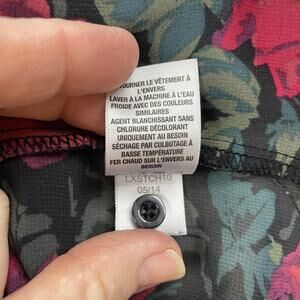 TOURNER LE VÊTEMENT À
L'ENVERS
LAVER À LA MACHINE À L'EAU
FROIDE AVEC DES COULEURS
SIMILAIRES
AGENT BLANCHISSANT SANS
CHLORURE DÉCOLORANT
UNIQUEMENT AU BESOIN
SÉCHAGE PAR CULBUTAGE À
BASSE TEMPÉRATURE
FER CHAUD SUR L'ENVERS AU
BESOIN
LXSTCH10
05/14